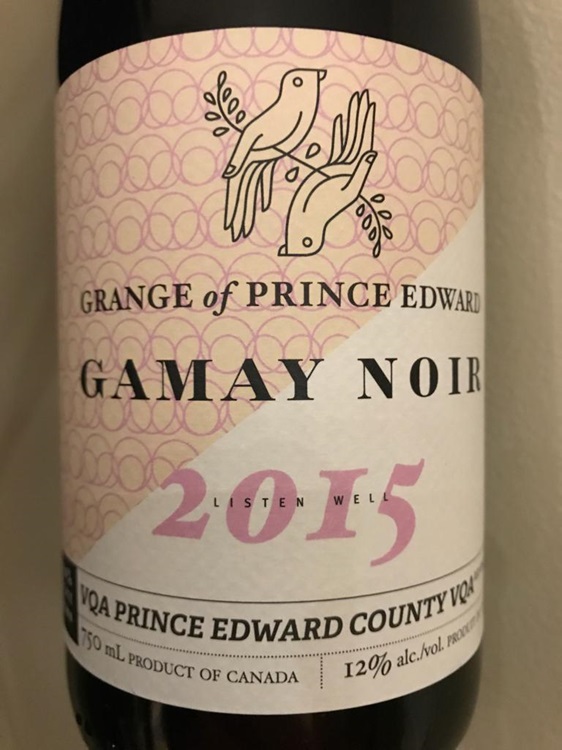 GRANGE of PRINCE EDWARD
GAMAY NOIR
2015
LISTEN WELL
VQA PRINCE EDWARD COUNTY VQA
750 mL PRODUCT OF CANADA
12% alc./vol.